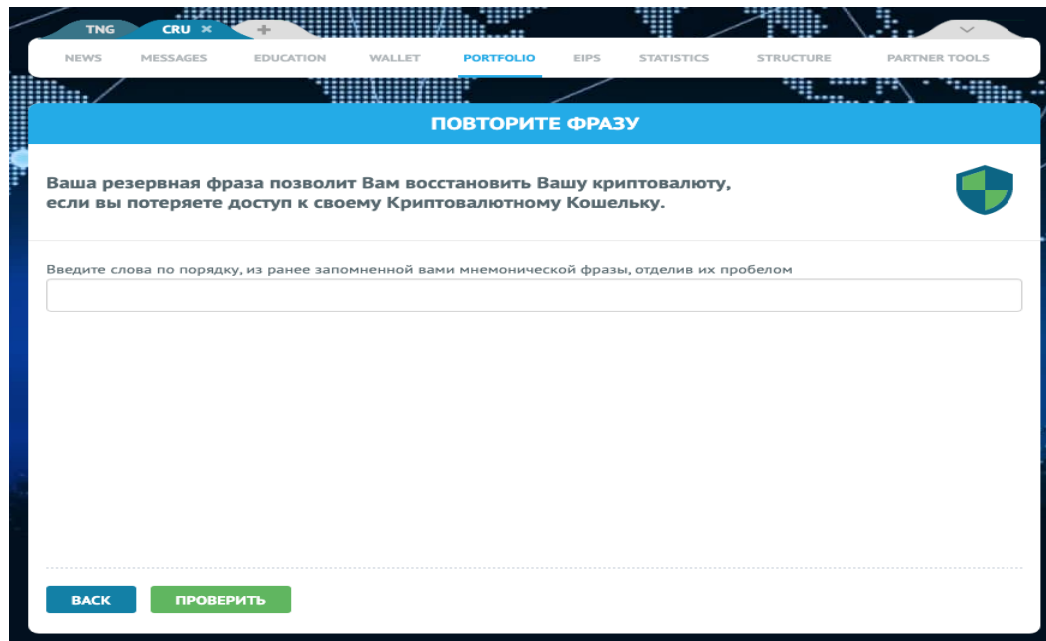 TNG CRU × +
NEWS MESSAGES EDUCATION WALLET PORTFOLIO EIPS STATISTICS STRUCTURE PARTNER TOOLS
ПОВТОРИТЕ ФРАЗУ
Ваша резервная фраза позволит Вам восстановить Вашу криптовалюту,
если вы потеряете доступ к своему Криптовалютному Кошельку.
Введите слова по порядку, из ранее запомненной вами мнемонической фразы, отделив их пробелом
BACK ПРОВЕРИТЬ